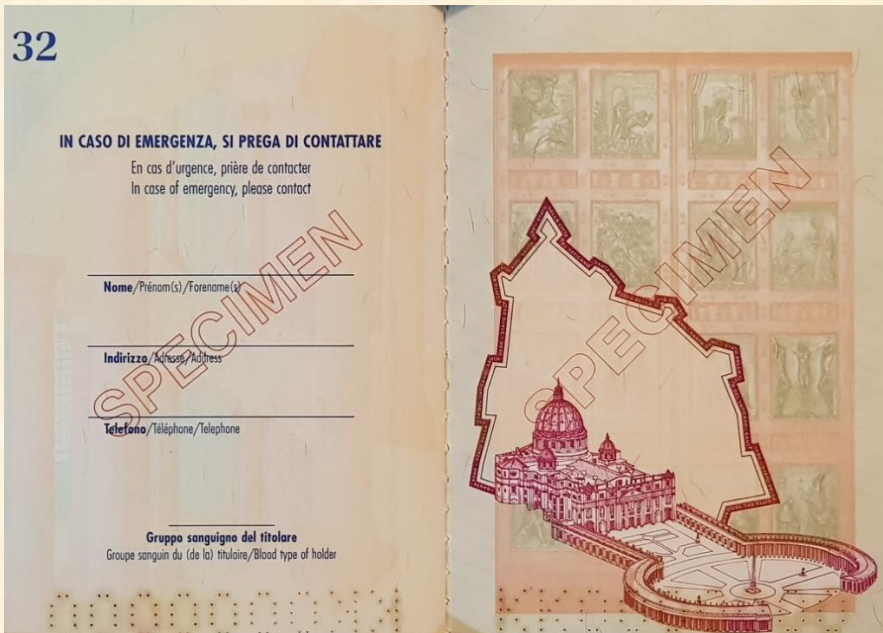 32
IN CASO DI EMERGENZA, SI PREGA DI CONTATTARE
En cas d'urgence, prière de contacter
In case of emergency, please contact
SPECIMEN
Nome/Prénom(s)/Forename(s)
Indirizzo/Adresse/Address
Telefono/Téléphone/Telephone
Gruppo sanguigno del titolare
Groupe sanguin du (de la) titulaire/Blood type of holder
SPECIMEN